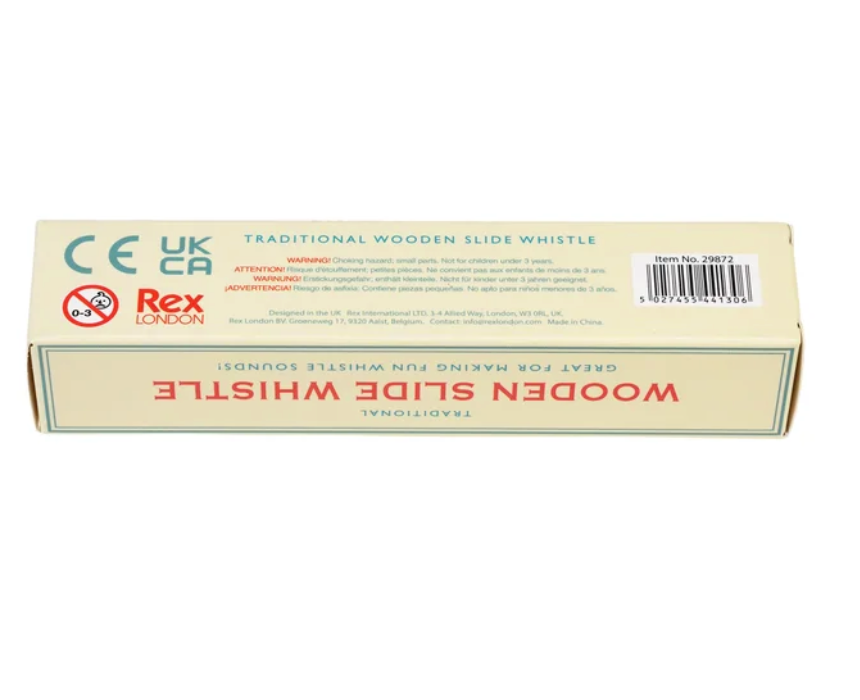 CE
UK
CA
0-3
Rex
LONDON
TRADITIONAL WOODEN SLIDE WHISTLE
WARNING! Choking hazard; small parts. Not for children under 3 years.
ATTENTION! Risque d'étouffement; petites pièces. Ne convient pas aux enfants de moins de 3 ans.
WARNUNG! Erstickungsgefahr; enthält kleinteile. Nicht für kinder unter 3 jahren geeignet.
¡ADVERTENCIA! Riesgo de asfixia: Contiene piezas pequeñas. No apto para niños menores de 3 años.
Designed in the UK Rex International LTD, 3-4 Allied Way, London, W3 0RL, UK.
Rex London BV. Groeneweg 17, 9320 Aalst, Belgium. Contact: info@rexlondon.com Made in China.
Item No. 29872
5 027455 441306
TRADITIONAL
WOODEN SLIDE WHISTLE
GREAT FOR MAKING FUN WHISTLE SOUNDS!